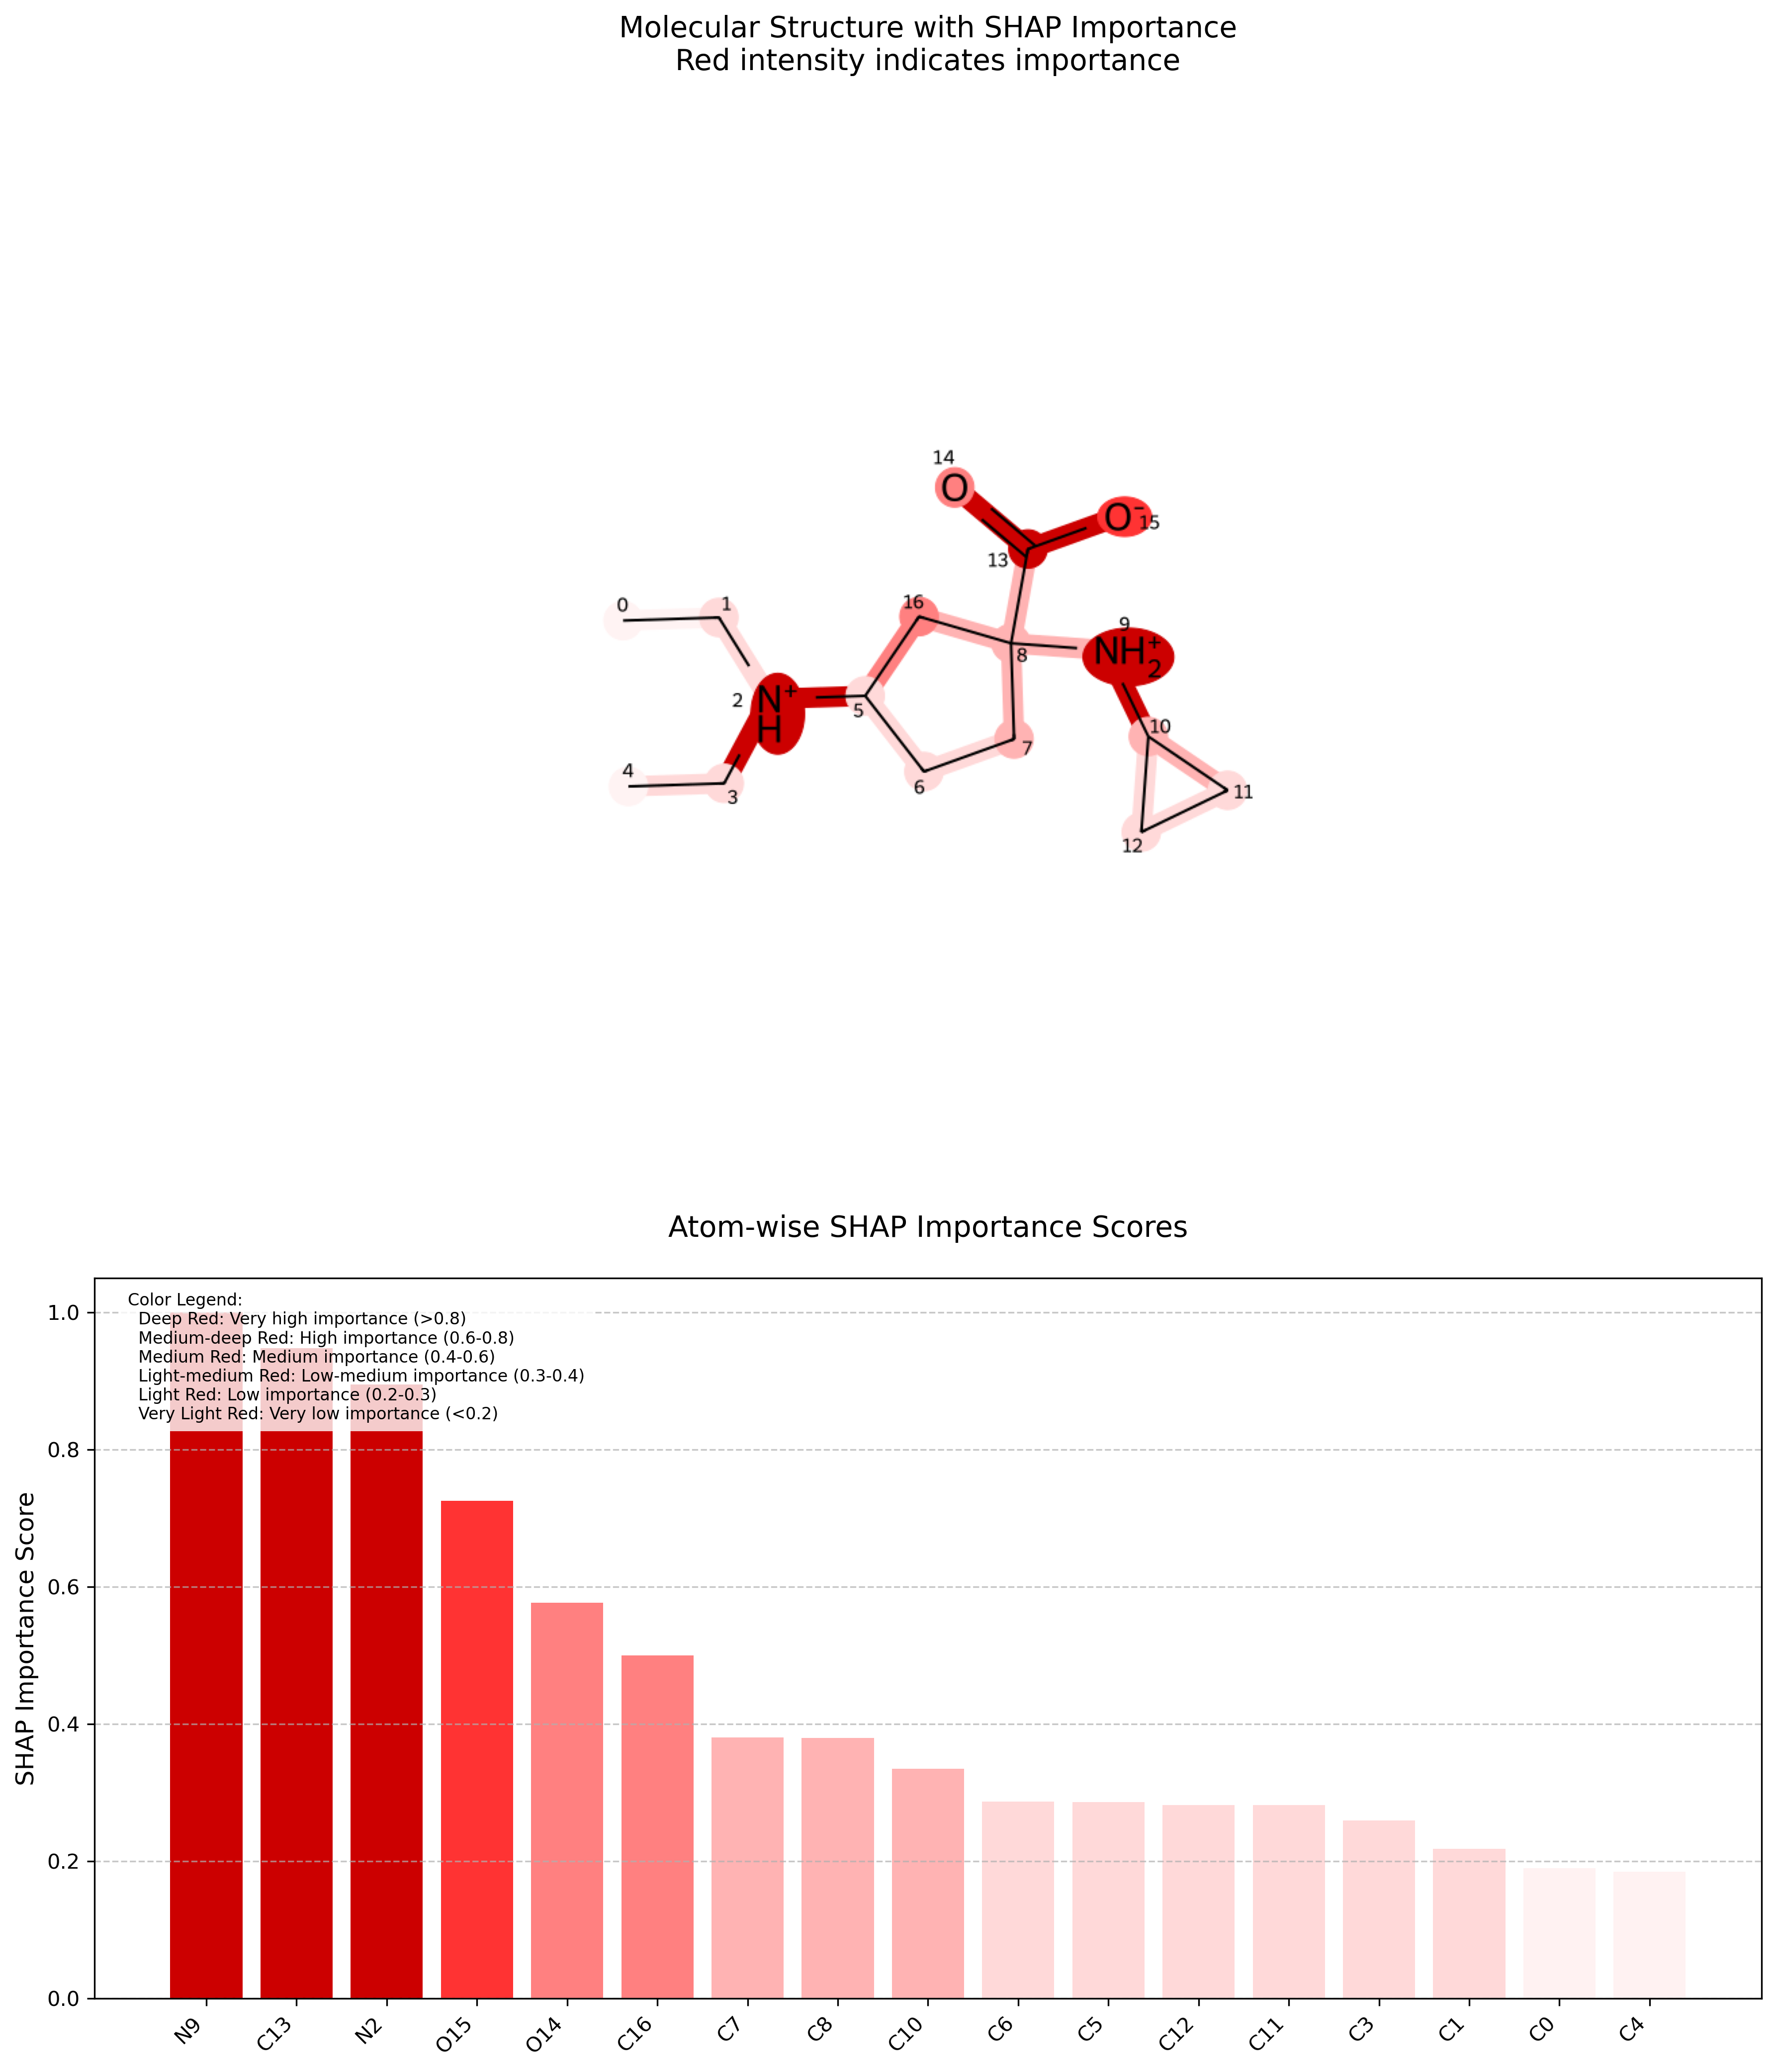 Molecular Structure with SHAP Importance
Red intensity indicates importance
14
O
O⁻ 15
13
0
1
16
9
NH₂⁺
8
2
N⁺
H
5
10
7
4
3
6
11
12
Atom-wise SHAP Importance Scores
Color Legend:
Deep Red: Very high importance (>0.8)
Medium-deep Red: High importance (0.6-0.8)
Medium Red: Medium importance (0.4-0.6)
Light-medium Red: Low-medium importance (0.3-0.4)
Light Red: Low importance (0.2-0.3)
Very Light Red: Very low importance (<0.2)
SHAP Importance Score
1.0
0.8
0.6
0.4
0.2
0.0
N9 C13 N2 O15 O14 C16 C7 C8 C10 C6 C5 C12 C11 C3 C1 C0 C4